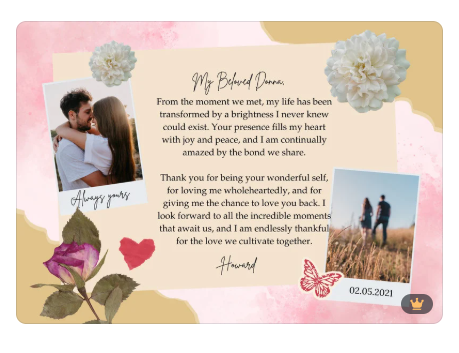 My Beloved Donna,
From the moment we met, my life has been
transformed by a brightness I never knew
could exist. Your presence fills my heart
with joy and peace, and I am continually
amazed by the bond we share.
Thank you for being your wonderful self,
for loving me wholeheartedly, and for
giving me the chance to love you back. I
look forward to all the incredible moments
that await us, and I am endlessly thankful
for the love we cultivate together.
Howard
Always yours
02.05.2021